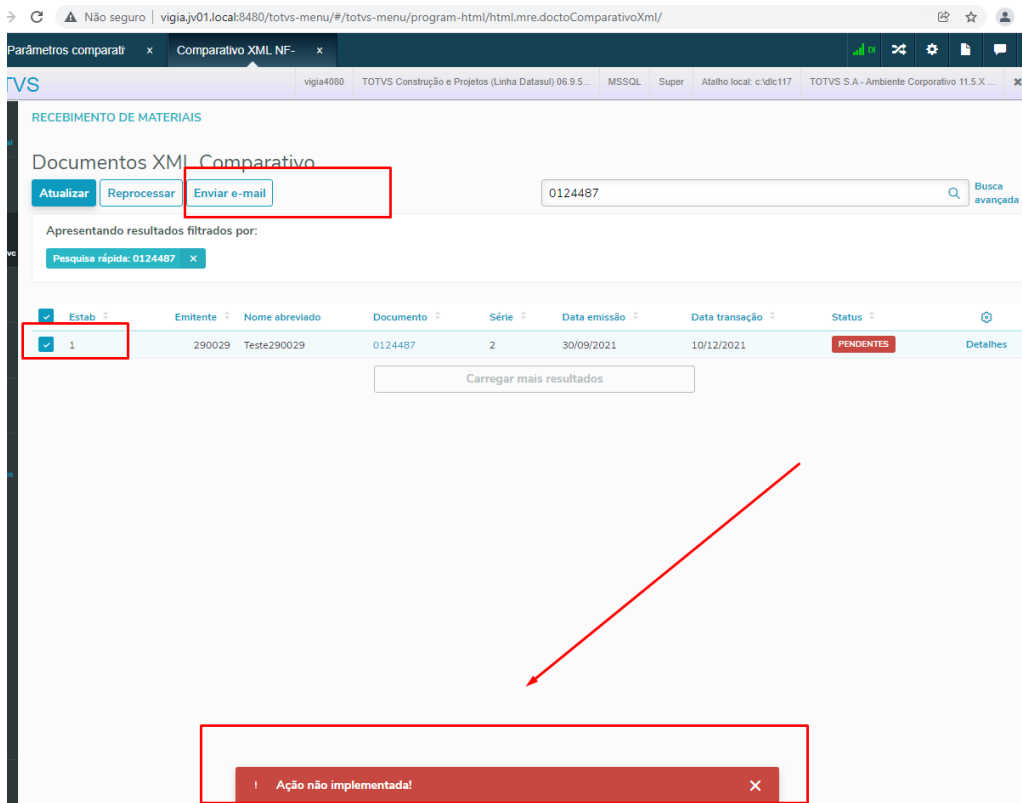 Não seguro | vigia.jv01.local:8480/totvs-menu/#/totvs-menu/program-html/html.mre.doctoComparativoXml/
Parâmetros comparati x Comparativo XML NF- x DI
TVS vigia4080 TOTVS Construção e Projetos (Linha Datasul) 06.9.5... MSSQL Super Atalho local: c:\dlc117 TOTVS S.A - Ambiente Corporativo 11.5.X ... x
RECEBIMENTO DE MATERIAIS
Documentos XML Comparativo
Atualizar Reprocessar Enviar e-mail 0124487 Busca avançada
Apresentando resultados filtrados por:
Pesquisa rápida: 0124487 x
Estab Emitente Nome abreviado Documento Série Data emissão Data transação Status
1 290029 Teste290029 0124487 2 30/09/2021 10/12/2021 PENDENTES Detalhes
Carregar mais resultados
! Ação não implementada! X